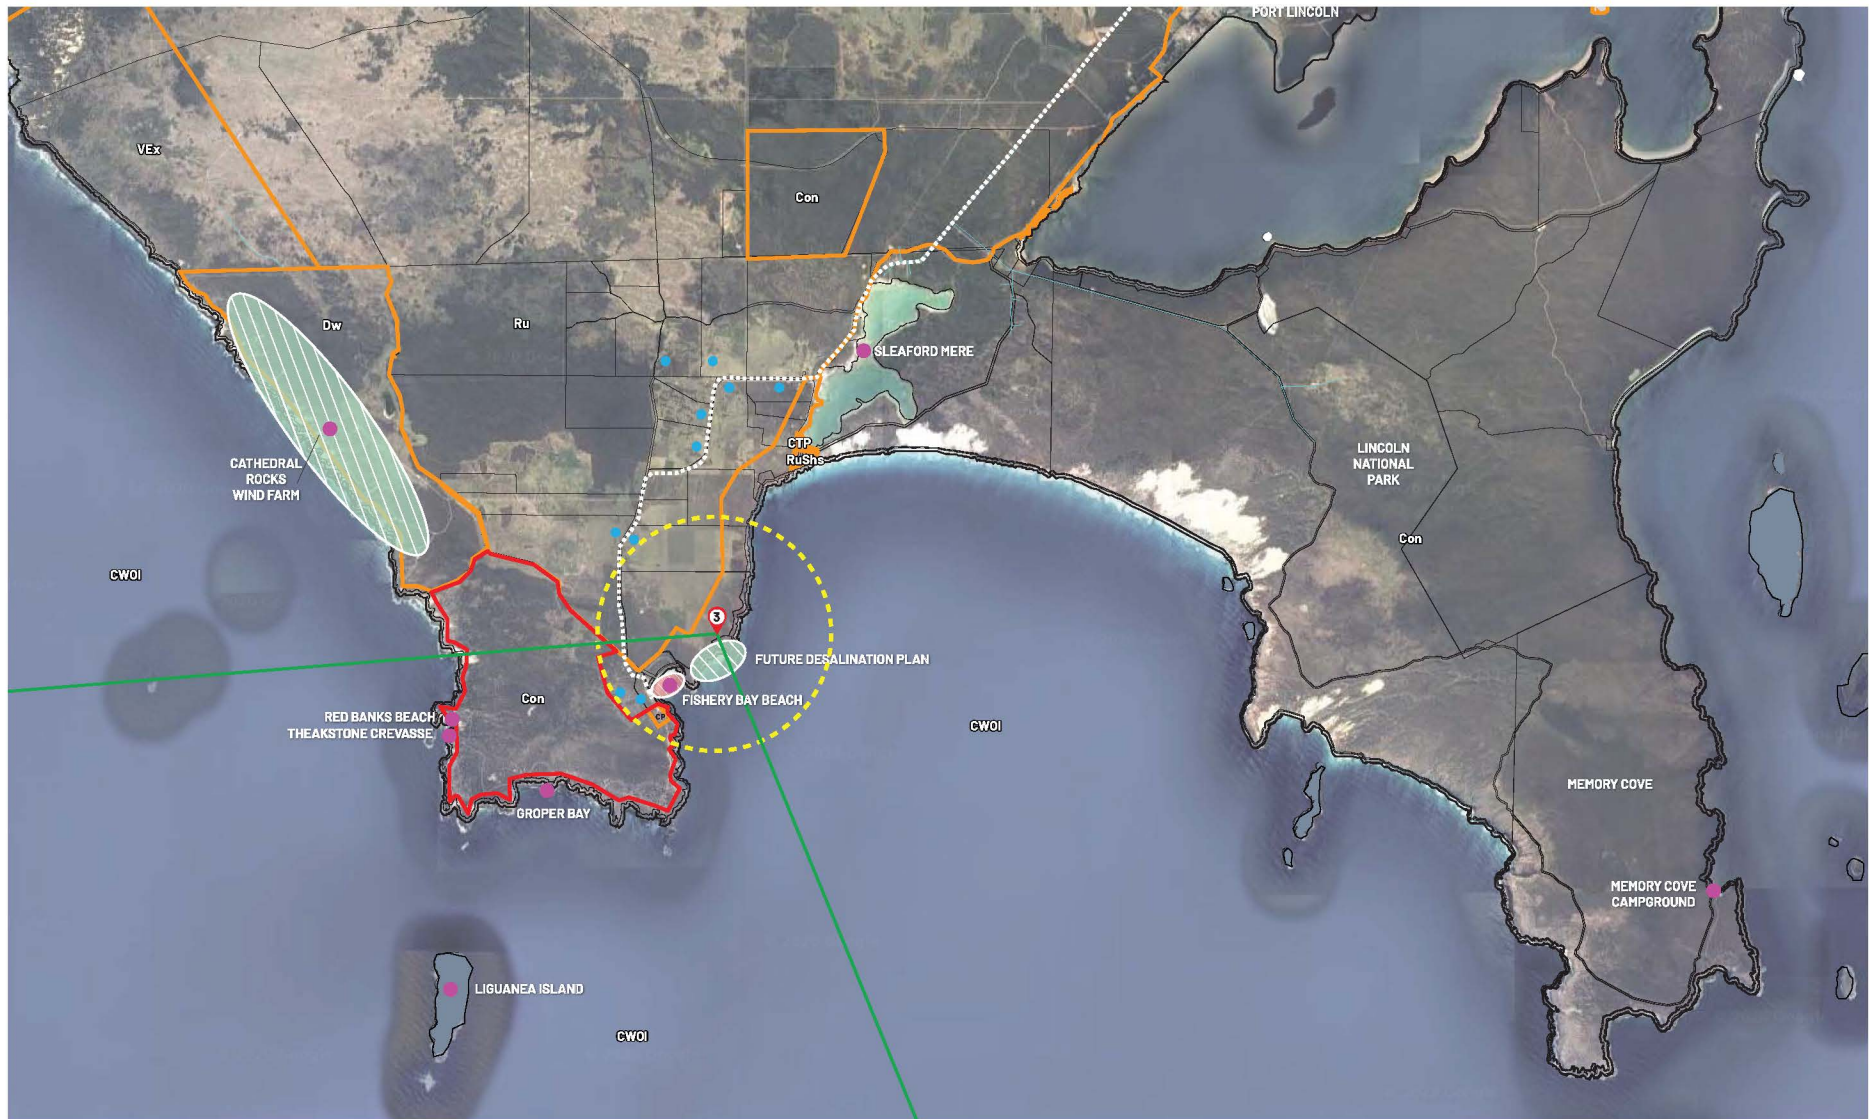 PORT LINCOLN
VEx
Con
Dw
Ru
SLEAFORD MERE
CTP
RuShs
CATHEDRAL
ROCKS
WIND FARM
LINCOLN
NATIONAL
PARK
Con
CWOI
3
FUTURE DESALINATION PLAN
FISHERY BAY BEACH
Con
CP
RED BANKS BEACH
THEAKSTONE CREVASSE
CWOI
GROPER BAY
MEMORY COVE
MEMORY COVE
CAMPGROUND
LIGUANEA ISLAND
CWOI